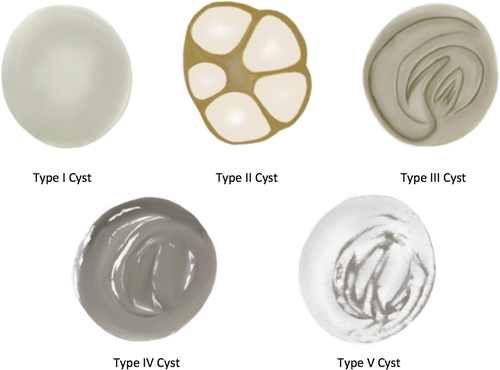 Type I Cyst
Type II Cyst
Type III Cyst
Type IV Cyst
Type V Cyst